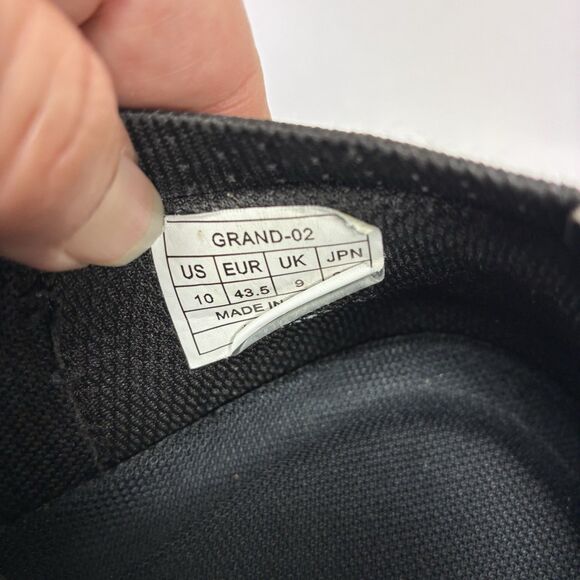 GRAND-02
US EUR UK JPN
10 43.5 9
MADE IN